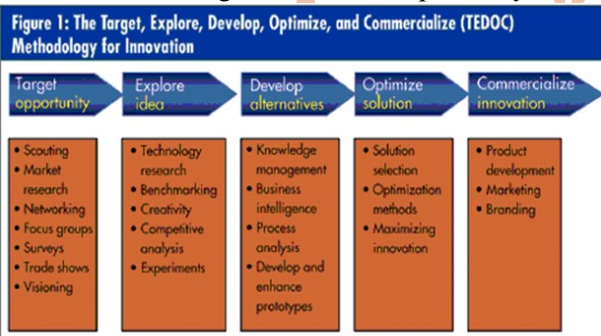 Figure 1: The Target, Explore, Develop, Optimize, and Commercialize (TEDOC)
Methodology for Innovation
Target
opportunity
Explore
idea
Develop
alternatives
Optimize
solution
Commercialize
innovation
• Scouting
• Market
research
• Networking
• Focus groups
• Surveys
• Trade shows
• Visioning
• Technology
research
• Benchmarking
• Creativity
• Competitive
analysis
• Experiments
• Knowledge
management
• Business
intelligence
• Process
analysis
• Develop and
enhance
prototypes
• Solution
selection
• Optimization
methods
• Maximizing
innovation
• Product
development
• Marketing
• Branding